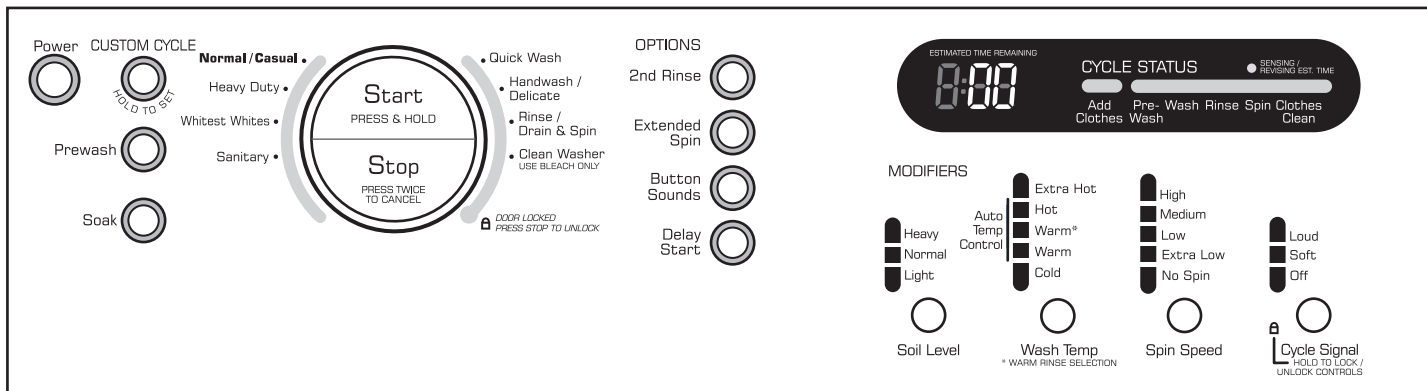 Power
CUSTOM CYCLE
HOLD TO SET
Prewash
Soak
Normal/Casual •
Heavy Duty •
Whitest Whites •
Sanitary •
Start
PRESS & HOLD
Stop
PRESS TWICE
TO CANCEL
• Quick Wash
• Handwash /
Delicate
• Rinse /
Drain & Spin
• Clean Washer
USE BLEACH ONLY
DOOR LOCKED
PRESS STOP TO UNLOCK
OPTIONS
2nd Rinse
Extended
Spin
Button
Sounds
Delay
Start
ESTIMATED TIME REMAINING
8:00
CYCLE STATUS
SENSING /
REVISING EST. TIME
Add
Clothes
Pre-
Wash
Wash
Rinse
Spin
Clothes
Clean
MODIFIERS
Heavy
Normal
Light
Soil Level
Auto
Temp
Control
Extra Hot
Hot
Warm*
Warm
Cold
Wash Temp
* WARM RINSE SELECTION
High
Medium
Low
Extra Low
No Spin
Spin Speed
Loud
Soft
Off
Cycle Signal
HOLD TO LOCK /
UNLOCK CONTROLS